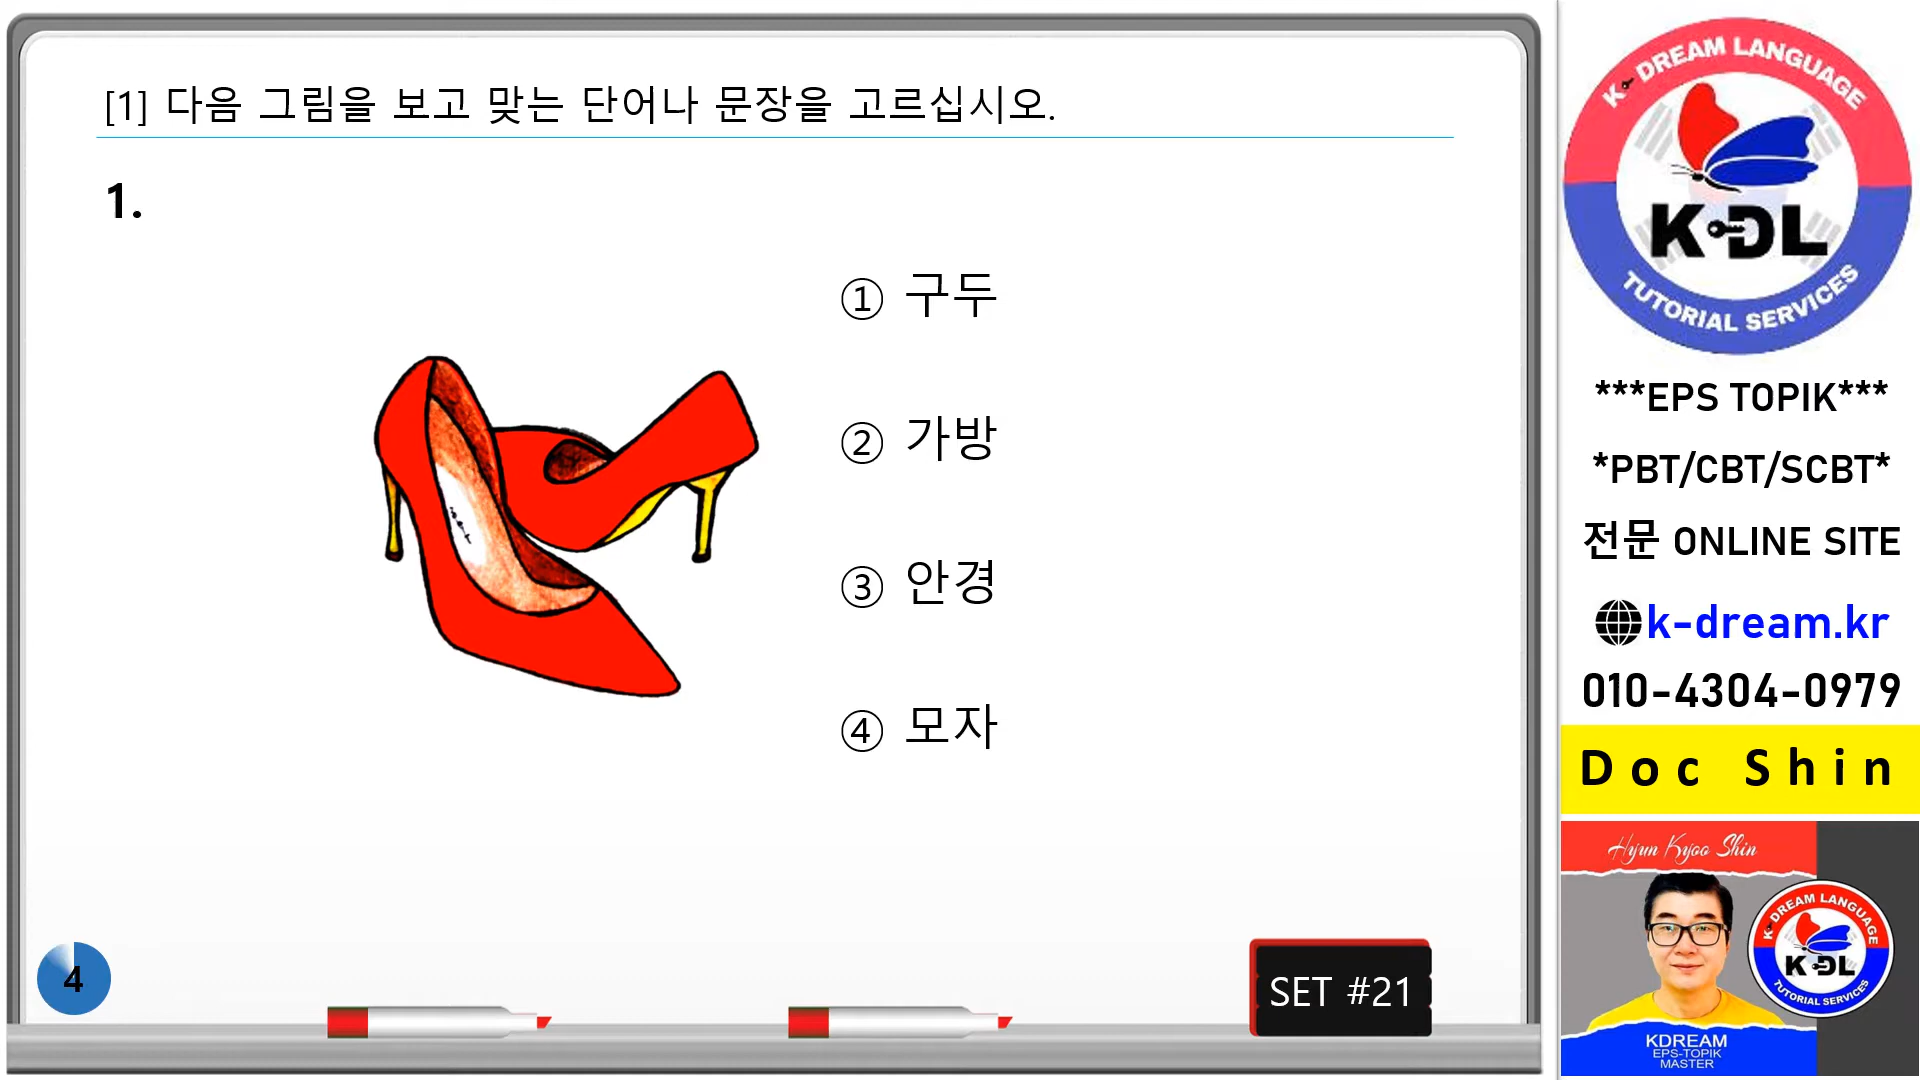 [1] 다음 그림을 보고 맞는 단어나 문장을 고르십시오.
1.
① 구두
② 가방
③ 안경
④ 모자
4
SET #21
K DREAM LANGUAGE
K DL
TUTORIAL SERVICES
***EPS TOPIK***
*PBT/CBT/SCBT*
전문 ONLINE SITE
k-dream.kr
010-4304-0979
Doc Shin
Hyun Kyoo Shin
K DREAM LANGUAGE
K DL
TUTORIAL SERVICES
KDREAM
EPS-TOPIK
MASTER